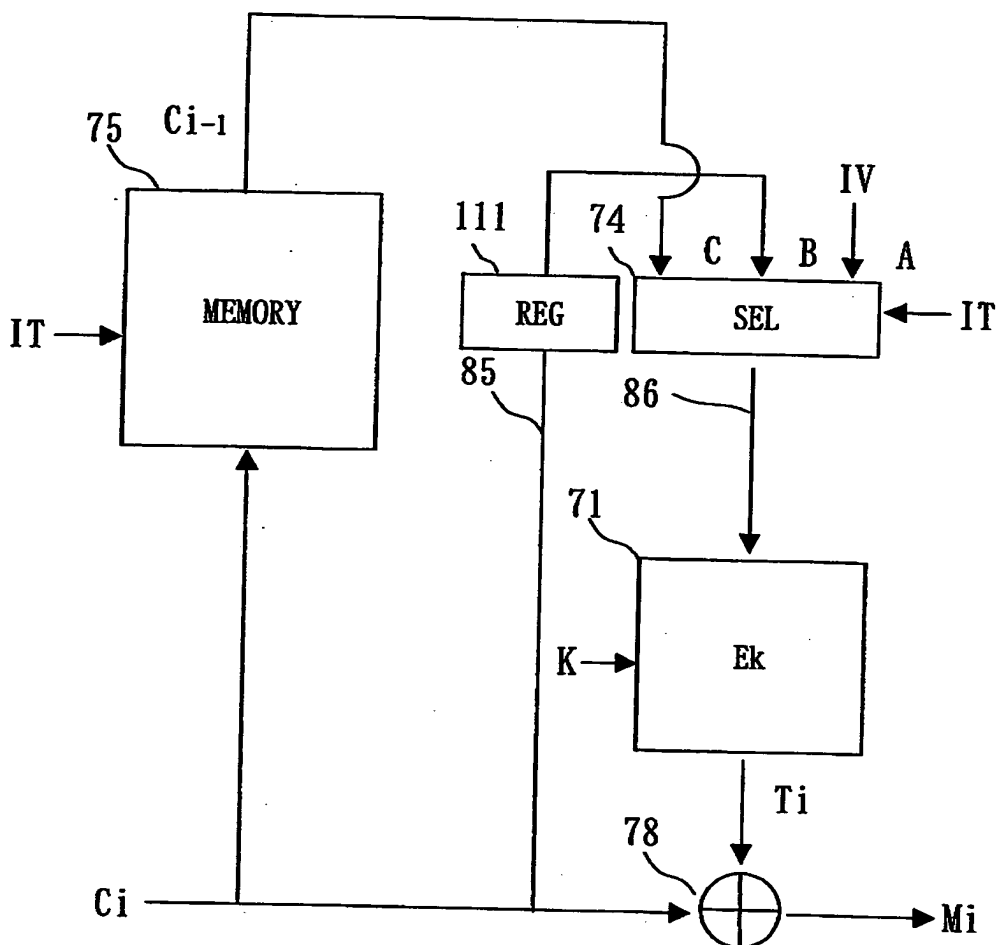 Ci-1
75
IV
111
74
C
B
A
MEMORY
REG
SEL
IT
IT
85
86
71
K
Ek
Ti
78
Ci
Mi